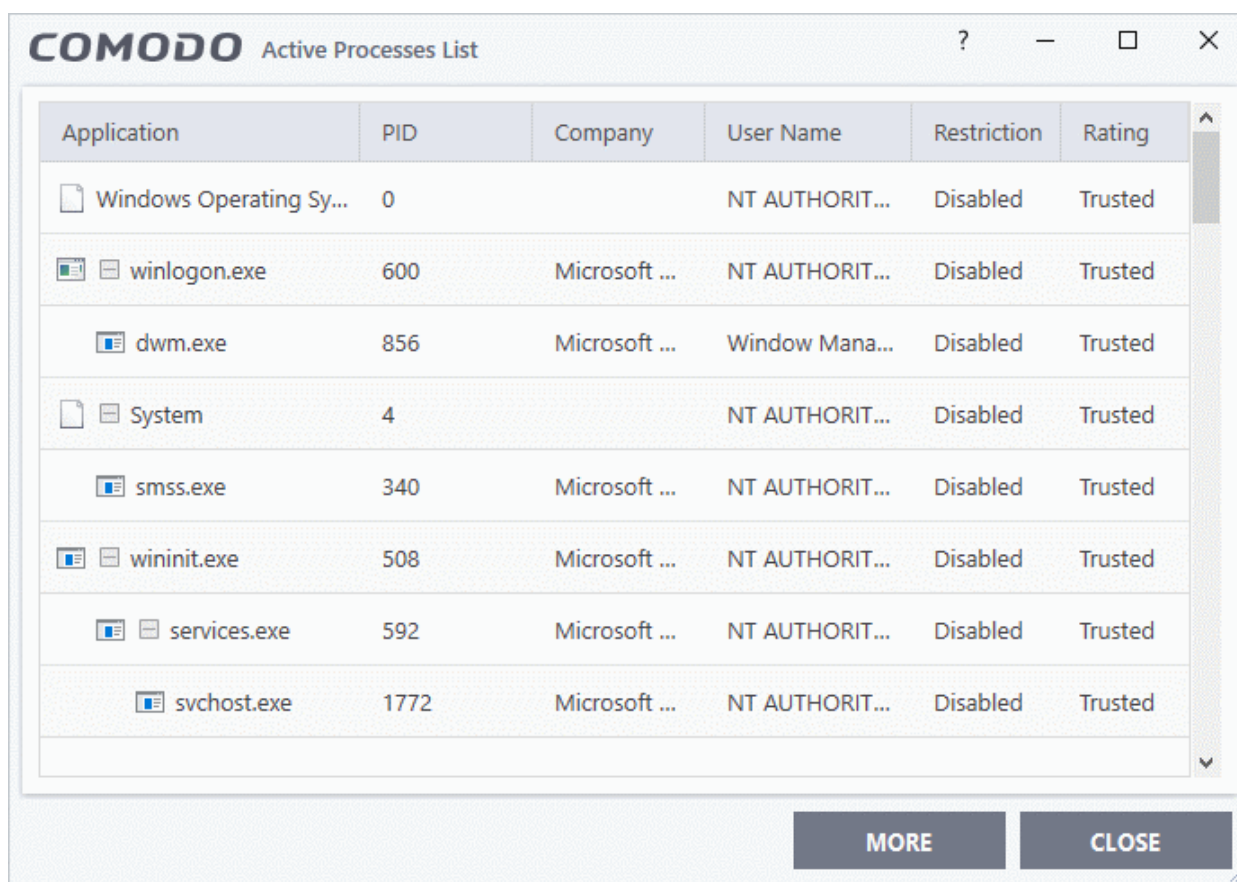 COMODO Active Processes List ?
Application PID Company User Name Restriction Rating
Windows Operating Sy... 0 NT AUTHORIT... Disabled Trusted
winlogon.exe 600 Microsoft ... NT AUTHORIT... Disabled Trusted
dwm.exe 856 Microsoft ... Window Mana... Disabled Trusted
System 4 NT AUTHORIT... Disabled Trusted
smss.exe 340 Microsoft ... NT AUTHORIT... Disabled Trusted
wininit.exe 508 Microsoft ... NT AUTHORIT... Disabled Trusted
services.exe 592 Microsoft ... NT AUTHORIT... Disabled Trusted
svchost.exe 1772 Microsoft ... NT AUTHORIT... Disabled Trusted
MORE CLOSE